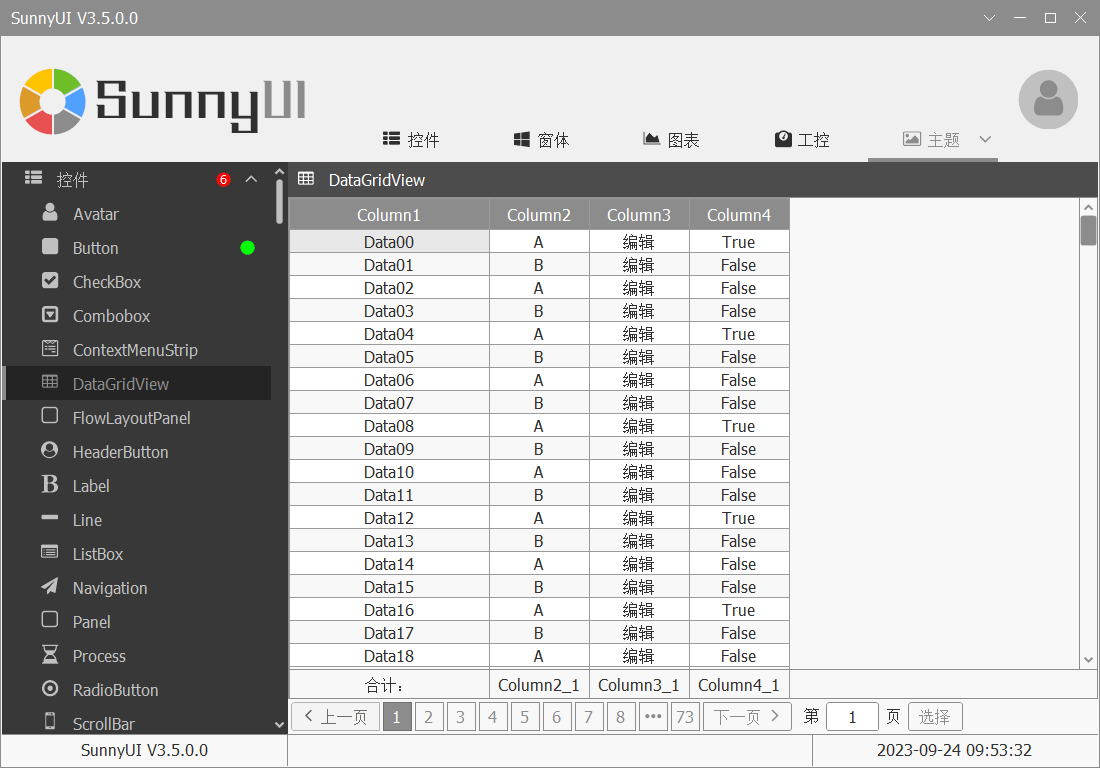 SunnyUI V3.5.0.0
SunnyUI
控件 窗体 图表 工控 主题
控件 6
Avatar
Button
CheckBox
Combobox
ContextMenuStrip
DataGridView
FlowLayoutPanel
HeaderButton
Label
Line
ListBox
Navigation
Panel
Process
RadioButton
ScrollBar
DataGridView
Column1 Column2 Column3 Column4
Data00 A 编辑 True
Data01 B 编辑 False
Data02 A 编辑 False
Data03 B 编辑 False
Data04 A 编辑 True
Data05 B 编辑 False
Data06 A 编辑 False
Data07 B 编辑 False
Data08 A 编辑 True
Data09 B 编辑 False
Data10 A 编辑 False
Data11 B 编辑 False
Data12 A 编辑 True
Data13 B 编辑 False
Data14 A 编辑 False
Data15 B 编辑 False
Data16 A 编辑 True
Data17 B 编辑 False
Data18 A 编辑 False
合计： Column2_1 Column3_1 Column4_1
上一页 1 2 3 4 5 6 7 8 ••• 73 下一页 第 1 页 选择
SunnyUI V3.5.0.0
2023-09-24 09:53:32